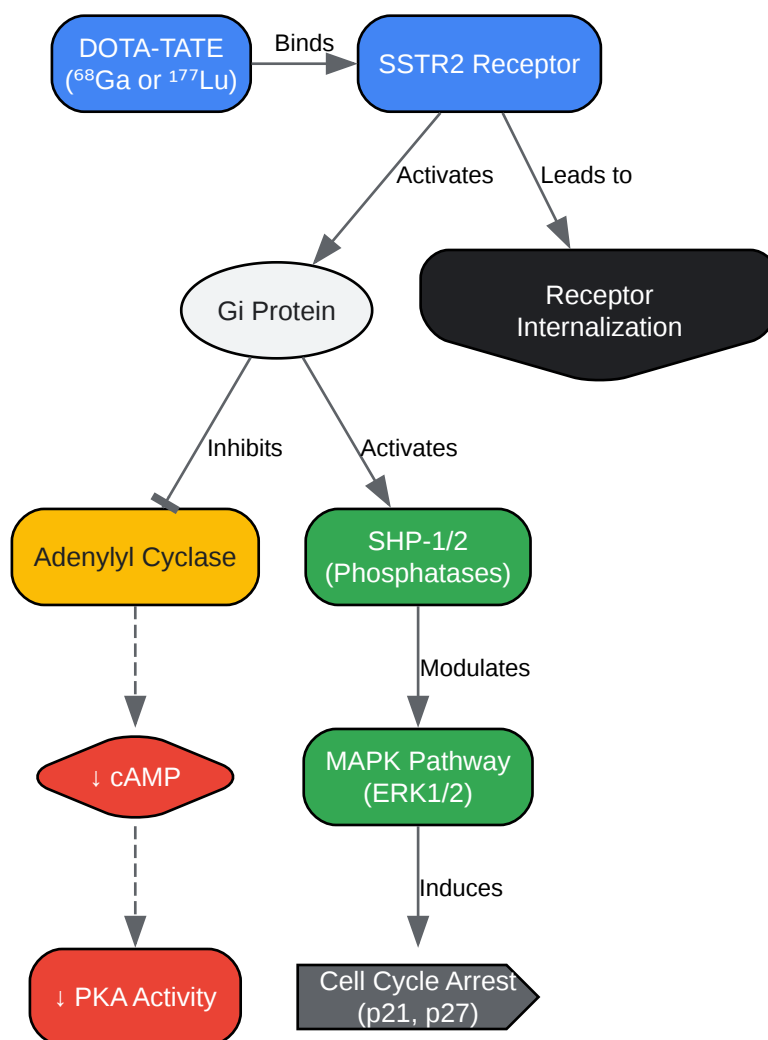 DOTA-TATE
(⁶⁸Ga or ¹⁷⁷Lu)
Binds
SSTR2 Receptor
Activates
Leads to
Gi Protein
Receptor
Internalization
Inhibits
Activates
Adenylyl Cyclase
SHP-1/2
(Phosphatases)
Modulates
↓ cAMP
MAPK Pathway
(ERK1/2)
Induces
↓ PKA Activity
Cell Cycle Arrest
(p21, p27)